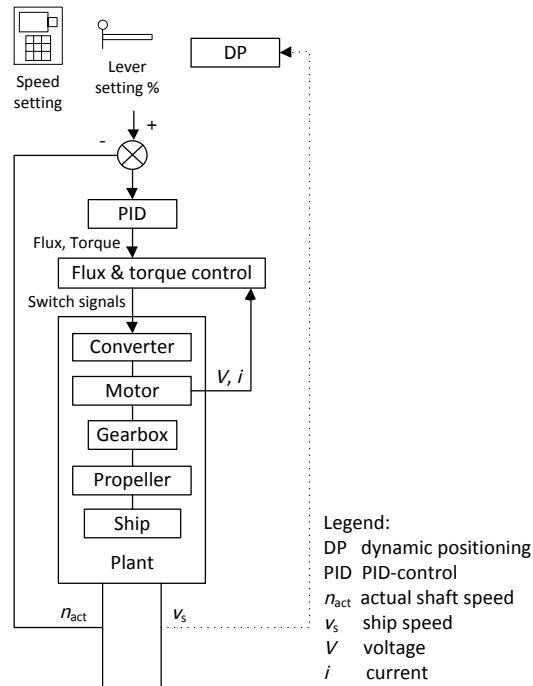 DP
Speed
setting
Lever
setting %
+
-
PID
Flux, Torque
Flux & torque control
Switch signals
Converter
Motor
V, i
Gearbox
Propeller
Ship
Plant
nact
vs
Legend:
DP dynamic positioning
PID PID-control
nact actual shaft speed
vs ship speed
V voltage
i current